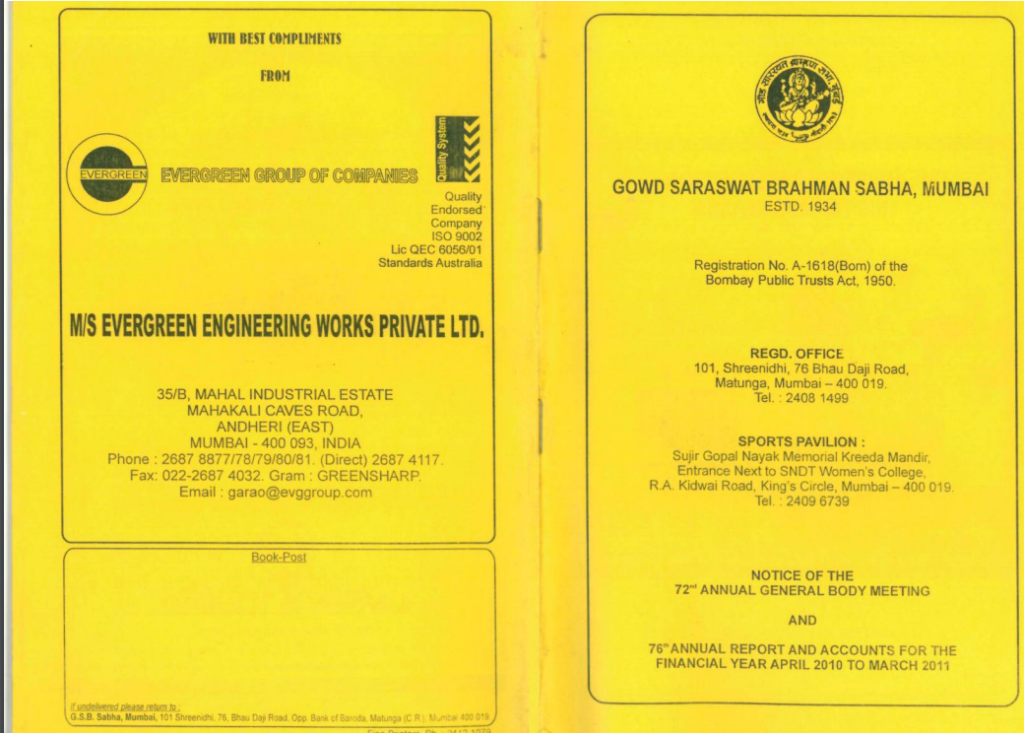 WITH BEST COMPLIMENTS
FROM
EVERGREEN
EVERGREEN GROUP OF COMPANIES
Quality System
Quality
Endorsed
Company
ISO 9002
Lic QEC 6056/01
Standards Australia
M/S EVERGREEN ENGINEERING WORKS PRIVATE LTD.
35/B, MAHAL INDUSTRIAL ESTATE
MAHAKALI CAVES ROAD,
ANDHERI (EAST)
MUMBAI - 400 093, INDIA
Phone : 2687 8877/78/79/80/81. (Direct) 2687 4117.
Fax: 022-2687 4032. Gram : GREENSHARP.
Email : garao@evggroup.com
Book-Post
If undelivered please return to :
G.S.B. Sabha, Mumbai, 101 Shreenidhi, 76, Bhau Daji Road, Opp. Bank of Baroda, Matunga (C.R.), Mumbai 400 019
गौड सारस्वत ब्राह्मण सभा, मुंबई
GOWD SARASWAT BRAHMAN SABHA, MUMBAI
ESTD. 1934
Registration No. A-1618(Bom) of the
Bombay Public Trusts Act, 1950.
REGD. OFFICE
101, Shreenidhi, 76 Bhau Daji Road,
Matunga, Mumbai – 400 019.
Tel. : 2408 1499
SPORTS PAVILION :
Sujir Gopal Nayak Memorial Kreeda Mandir,
Entrance Next to SNDT Women's College,
R.A. Kidwai Road, King's Circle, Mumbai – 400 019.
Tel. : 2409 6739
NOTICE OF THE
72nd ANNUAL GENERAL BODY MEETING
AND
76th ANNUAL REPORT AND ACCOUNTS FOR THE
FINANCIAL YEAR APRIL 2010 TO MARCH 2011